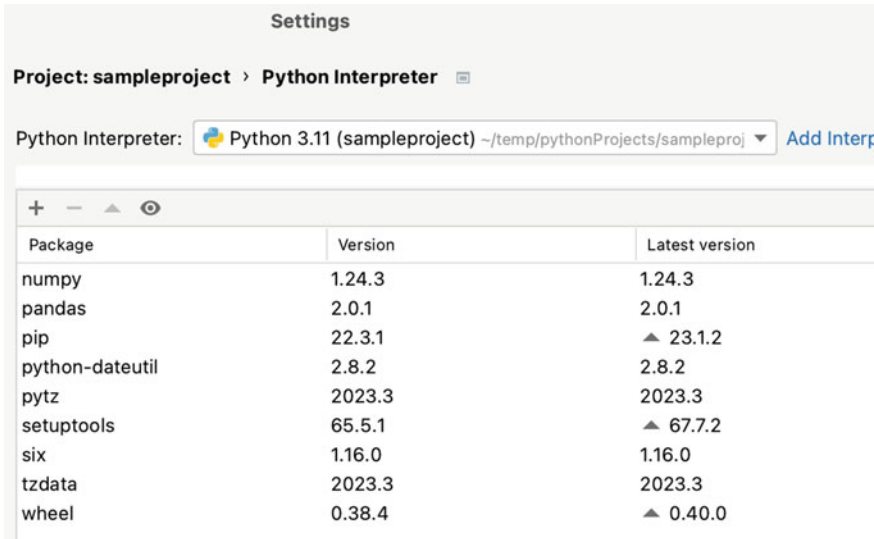 Settings
Project: sampleproject › Python Interpreter
Python Interpreter: Python 3.11 (sampleproject) ~/temp/pythonProjects/sampleproj Add Interp
Package Version Latest version
numpy 1.24.3 1.24.3
pandas 2.0.1 2.0.1
pip 22.3.1 23.1.2
python-dateutil 2.8.2 2.8.2
pytz 2023.3 2023.3
setuptools 65.5.1 67.7.2
six 1.16.0 1.16.0
tzdata 2023.3 2023.3
wheel 0.38.4 0.40.0